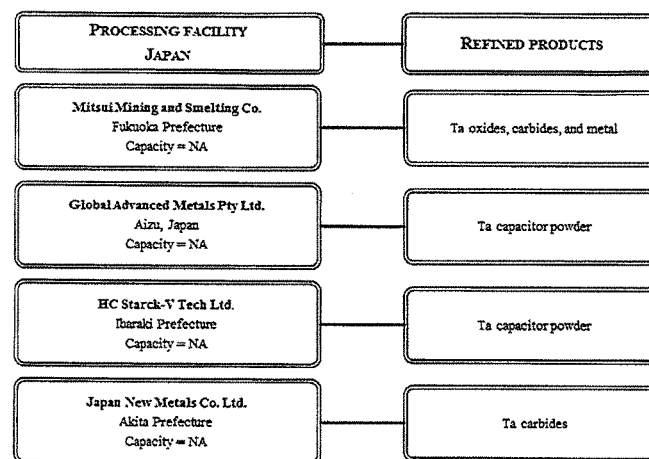 PROCESSING FACILITY
JAPAN
REFINED PRODUCTS
Mitsui Mining and Smelting Co.
Fukuoka Prefecture
Capacity = NA
Ta oxides, carbides, and metal
Global Advanced Metals Pty Ltd.
Aizu, Japan
Capacity = NA
Ta capacitor powder
HC Starck-V Tech Ltd.
Ibaraki Prefecture
Capacity = NA
Ta capacitor powder
Japan New Metals Co. Ltd.
Akita Prefecture
Capacity = NA
Ta carbides